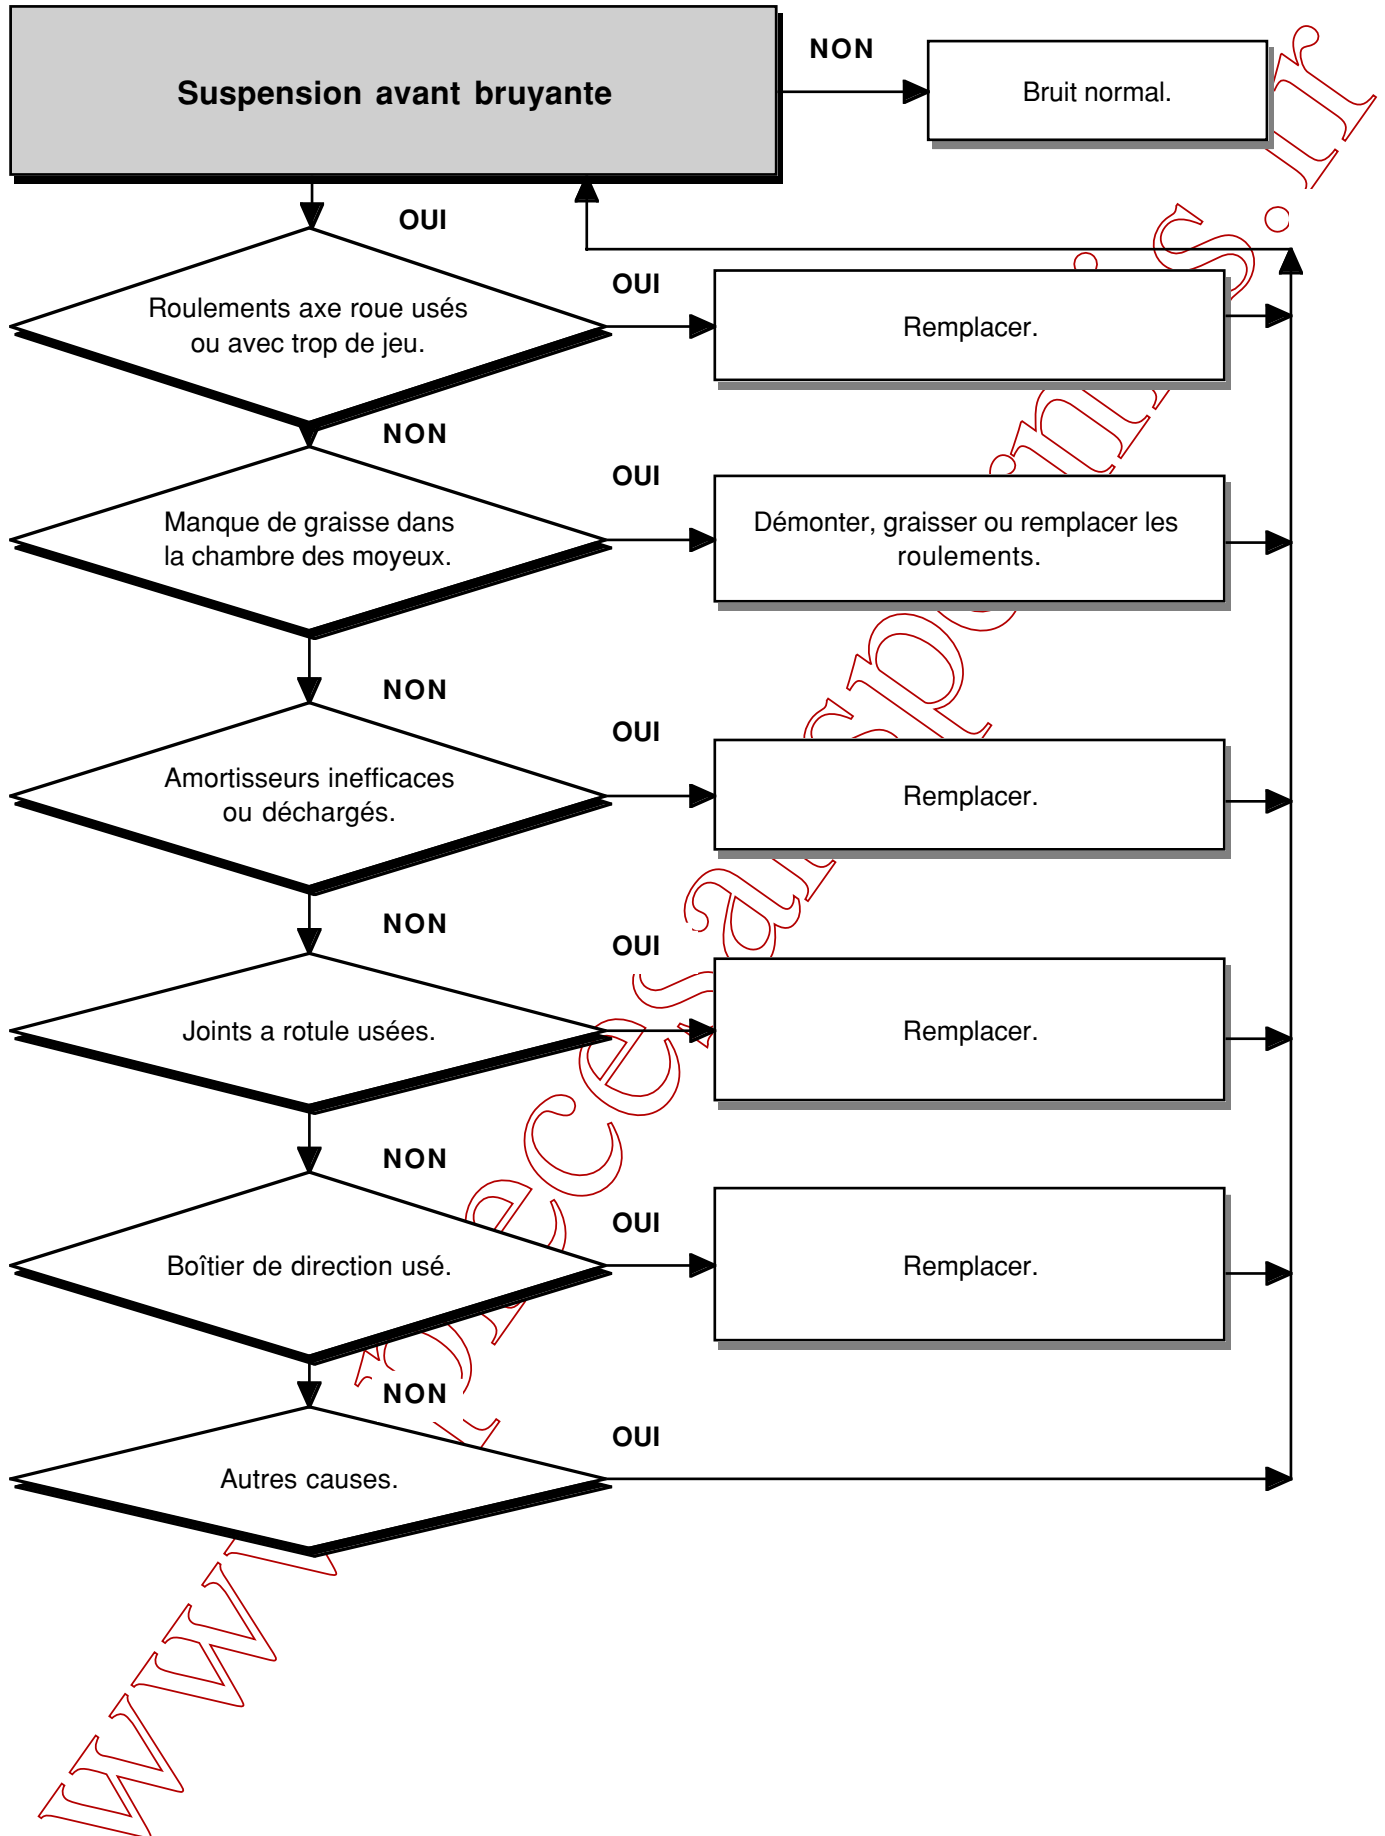 Suspension avant bruyante
NON
Bruit normal.
OUI
Roulements axe roue usés
ou avec trop de jeu.
OUI
Remplacer.
NON
Manque de graisse dans
la chambre des moyeux.
OUI
Démonter, graisser ou remplacer les
roulements.
NON
Amortisseurs inefficaces
ou déchargés.
OUI
Remplacer.
NON
Joints a rotule usées.
OUI
Remplacer.
NON
Boîtier de direction usé.
OUI
Remplacer.
NON
Autres causes.
OUI